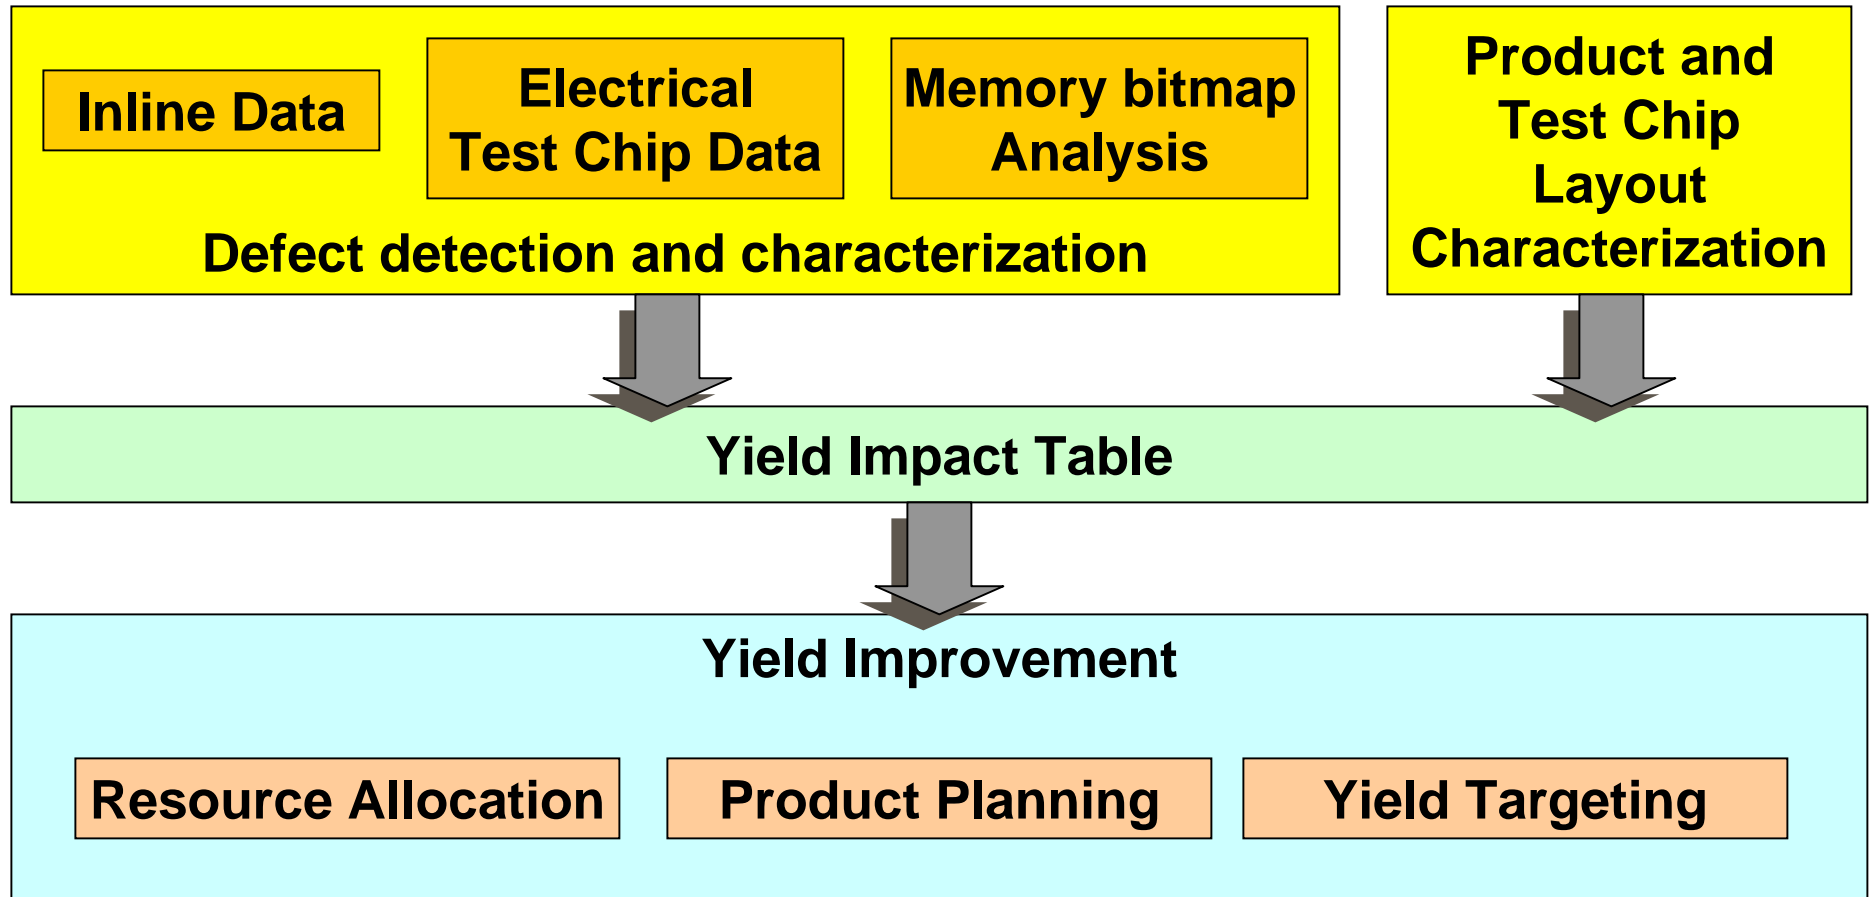 Inline Data
Electrical
Test Chip Data
Memory bitmap
Analysis
Defect detection and characterization
Product and
Test Chip
Layout
Characterization
Yield Impact Table
Yield Improvement
Resource Allocation
Product Planning
Yield Targeting